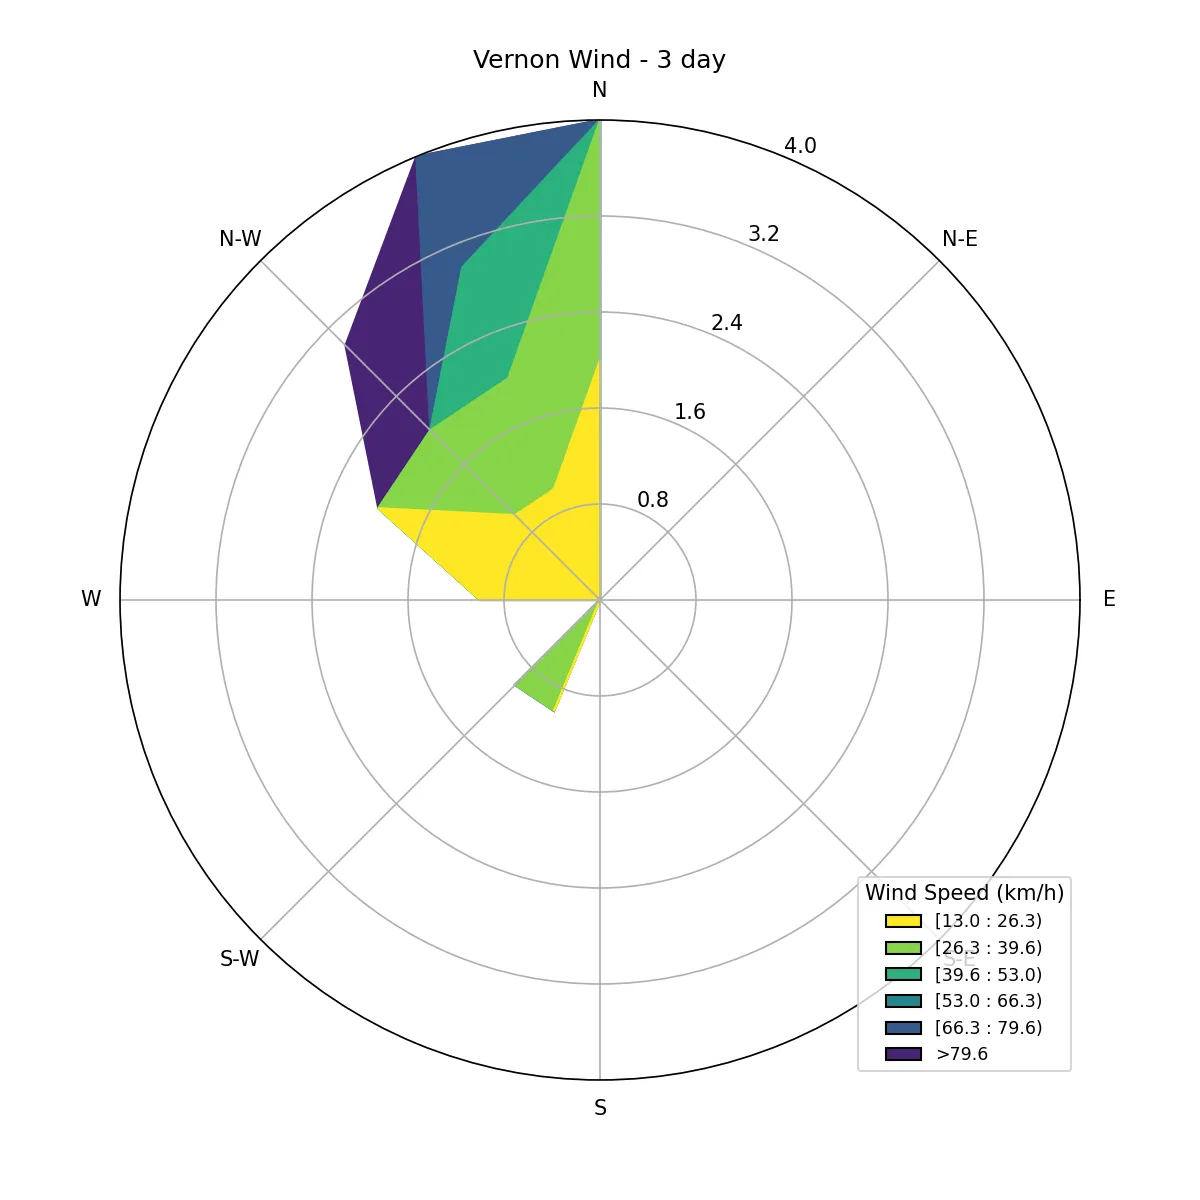 Vernon Wind - 3 day
N
4.0
N-W
3.2
N-E
2.4
1.6
0.8
W
E
Wind Speed (km/h)
[13.0 : 26.3)
[26.3 : 39.6)
S-W
S-E
[39.6 : 53.0)
[53.0 : 66.3)
[66.3 : 79.6)
>79.6
S